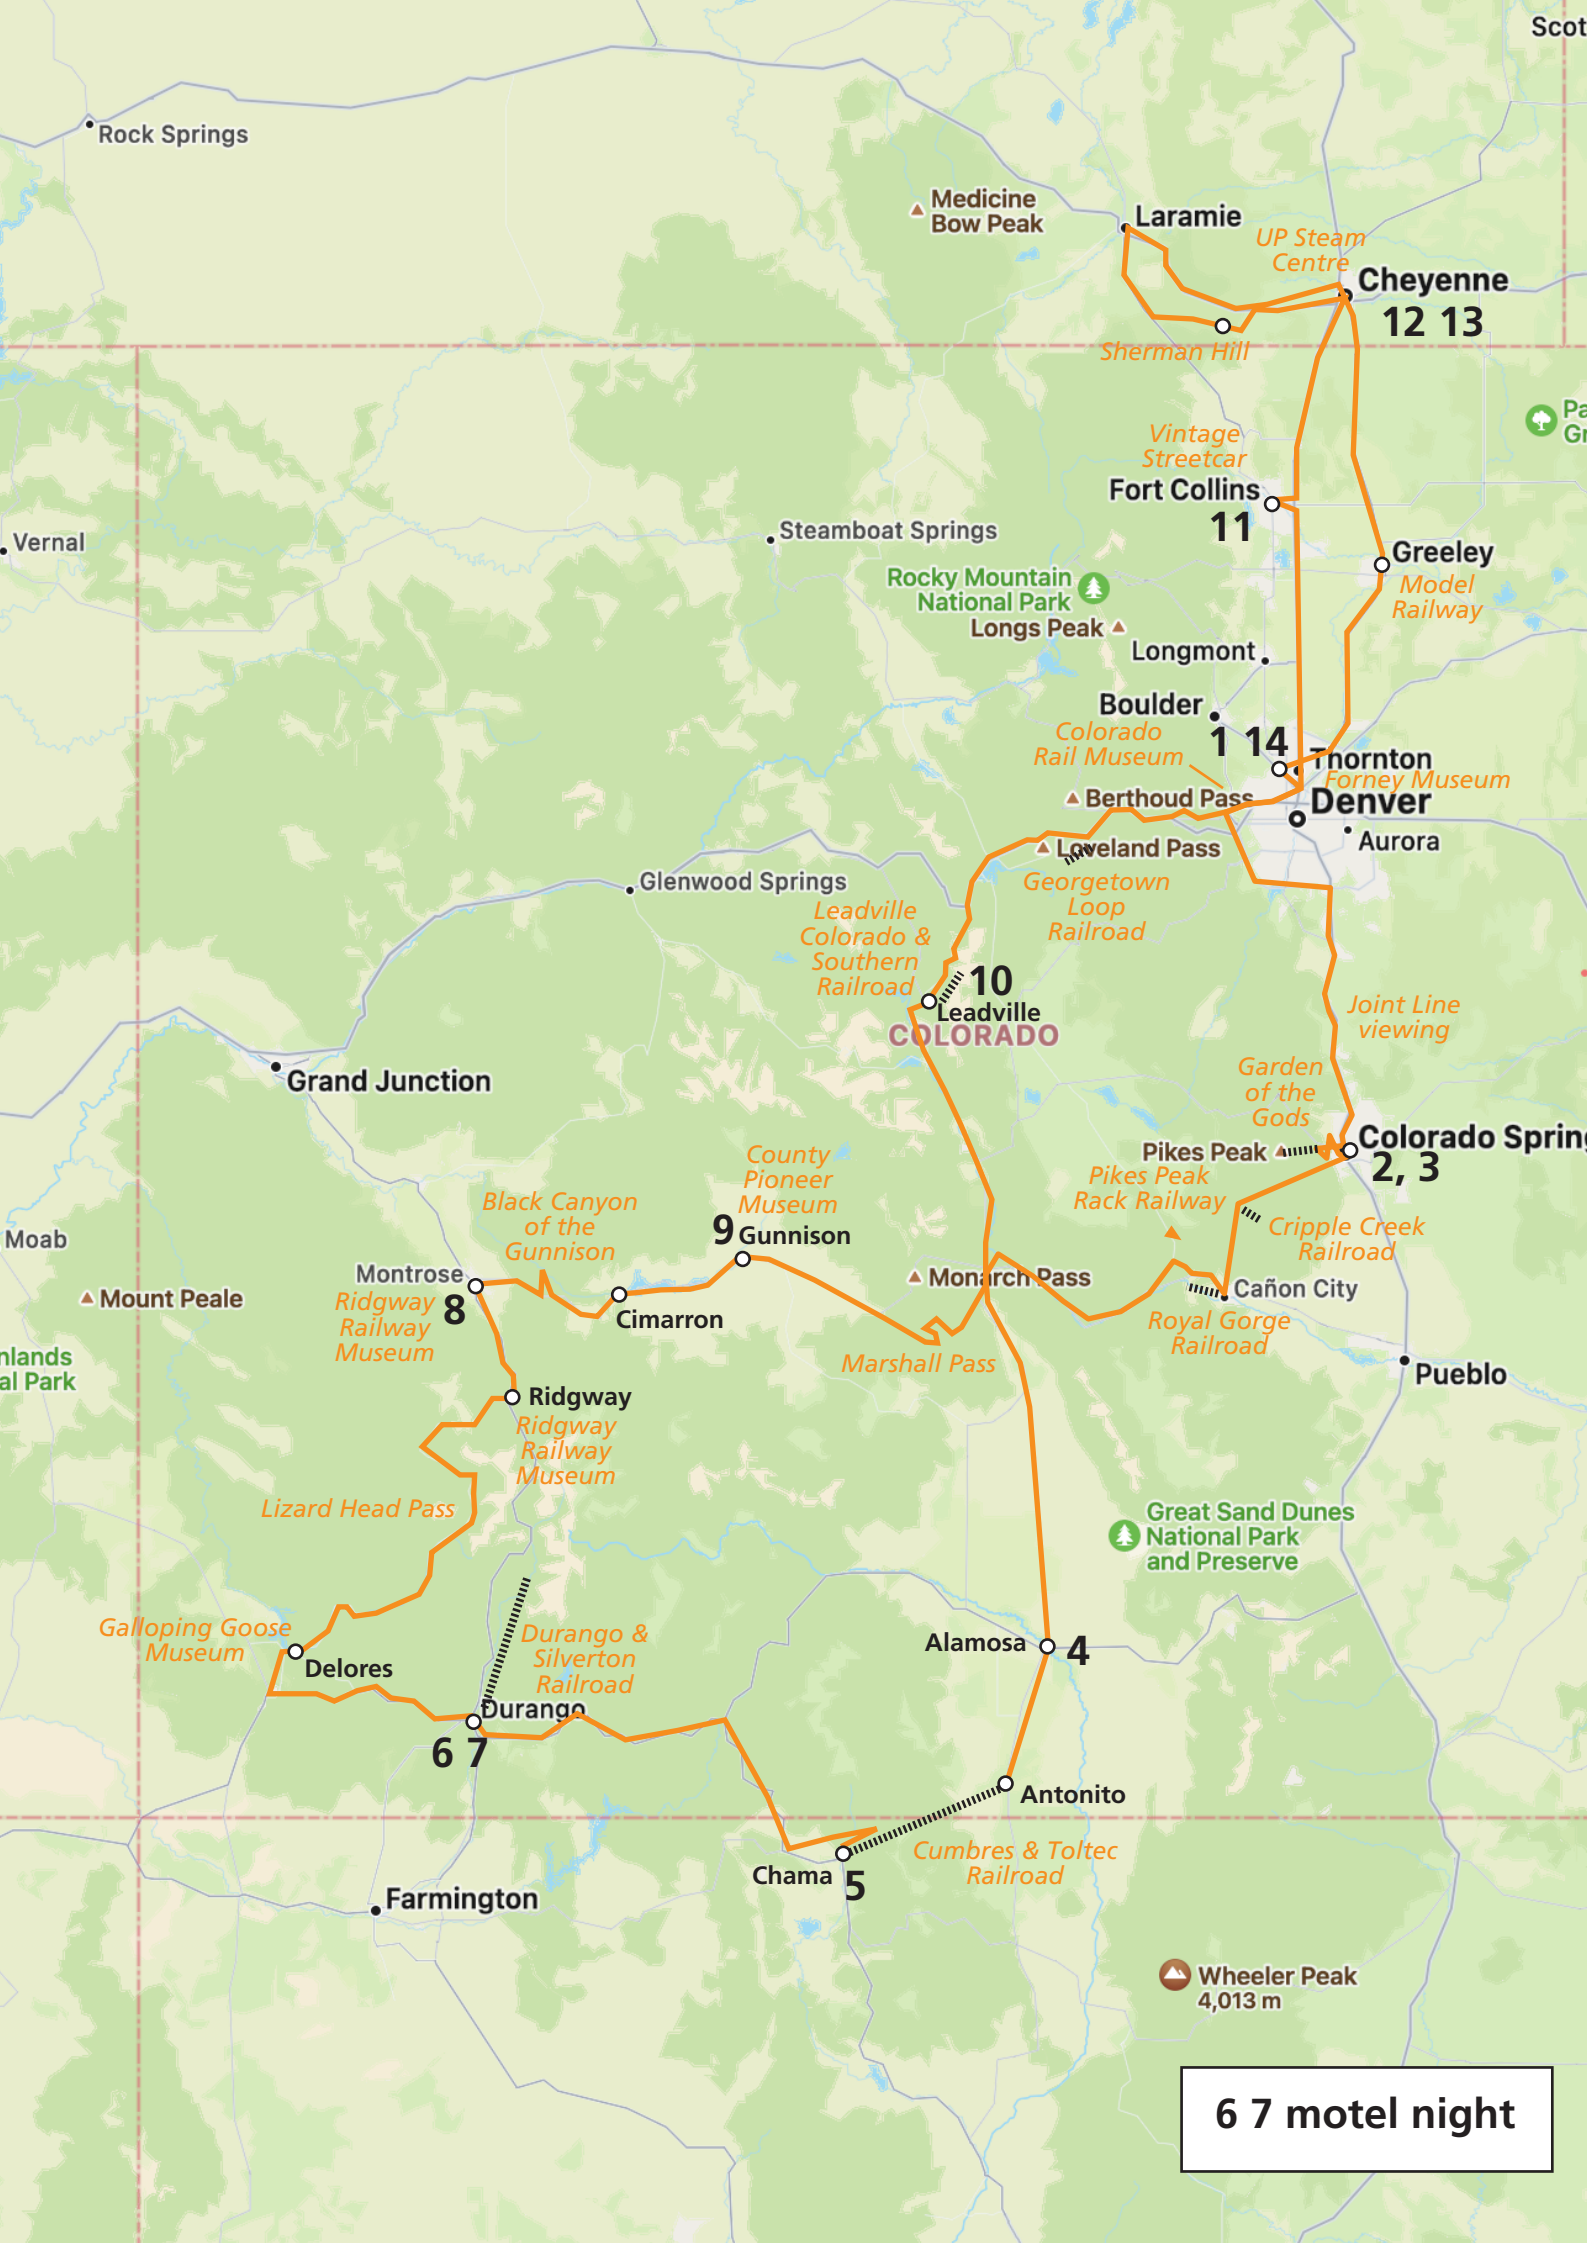 Scot
Rock Springs
Medicine
Bow Peak
Laramie
UP Steam
Centre
Cheyenne
12 13
Sherman Hill
Pa
Gr
Vintage
Streetcar
Fort Collins
11
Vernal
Steamboat Springs
Greeley
Model
Railway
Rocky Mountain
National Park
Longs Peak
Longmont
Boulder
1 14
Colorado
Rail Museum
Thornton
Forney Museum
Berthoud Pass
Denver
Aurora
Loveland Pass
Georgetown
Loop
Railroad
Glenwood Springs
Leadville
Colorado &
Southern
Railroad
10
Leadville
COLORADO
Joint Line
viewing
Grand Junction
Garden
of the
Gods
Colorado Spring
2, 3
Pikes Peak
Pikes Peak
Rack Railway
County
Pioneer
Museum
9 Gunnison
Black Canyon
of the
Gunnison
Cripple Creek
Railroad
Moab
Montrose
8
Ridgway
Railway
Museum
Mount Peale
Monarch Pass
Cañon City
Cimarron
Royal Gorge
Railroad
nlands
al Park
Marshall Pass
Pueblo
Ridgway
Ridgway
Railway
Museum
Lizard Head Pass
Great Sand Dunes
National Park
and Preserve
Galloping Goose
Museum
Delores
Durango &
Silverton
Railroad
Alamosa
4
Durango
6 7
Antonito
Cumbres & Toltec
Railroad
Chama
5
Farmington
Wheeler Peak
4,013 m
6 7 motel night